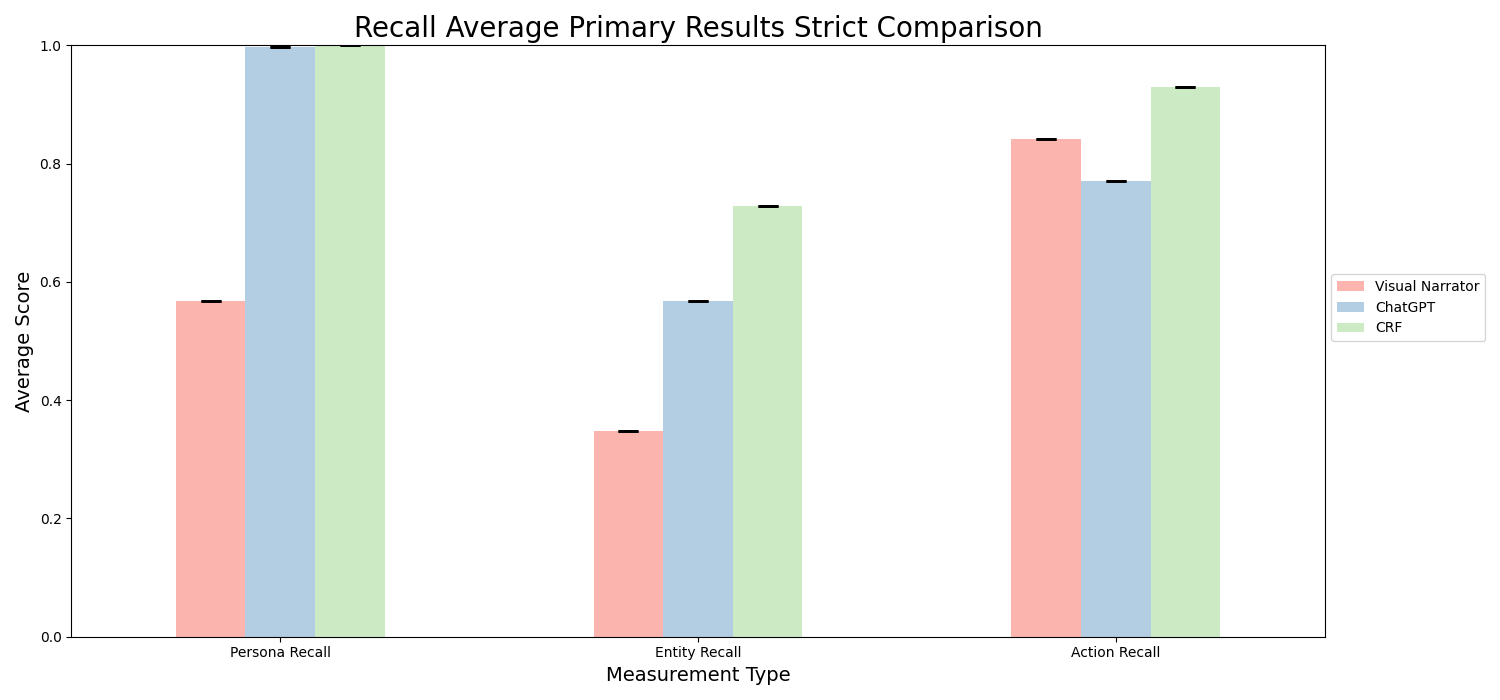 Recall Average Primary Results Strict Comparison
1.0
0.8
0.6
0.4
0.2
0.0
Average Score
Persona Recall
Entity Recall
Action Recall
Measurement Type
Visual Narrator
ChatGPT
CRF